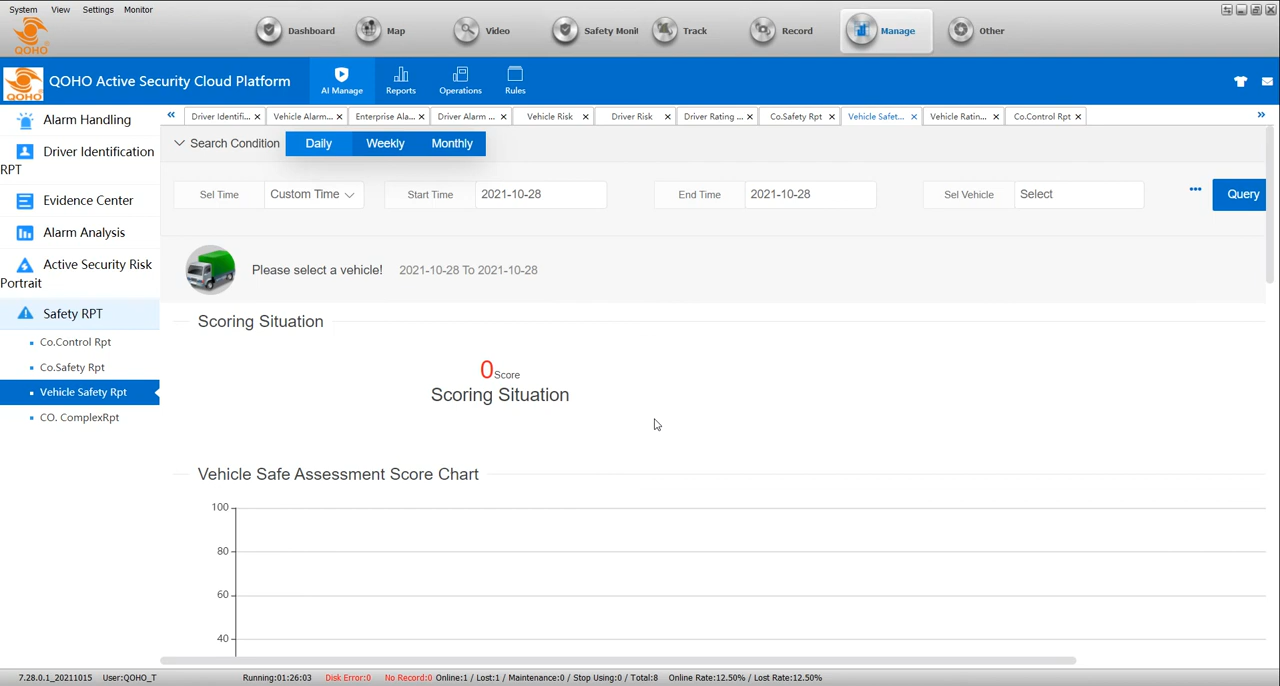 System View Settings Monitor
QOHO
Dashboard Map Video Safety Monit Track Record Manage Other
QOHO
QOHO Active Security Cloud Platform
AI Manage Reports Operations Rules
Alarm Handling
Driver Identification
RPT
Evidence Center
Alarm Analysis
Active Security Risk
Portrait
Safety RPT
Co.Control Rpt
Co.Safety Rpt
Vehicle Safety Rpt
CO. ComplexRpt
Driver Identifi... Vehicle Alarm... Enterprise Ala... Driver Alarm ... Vehicle Risk Driver Risk Driver Rating ... Co.Safety Rpt Vehicle Safet... Vehicle Ratin... Co.Control Rpt
Search Condition Daily Weekly Monthly
Sel Time Custom Time Start Time 2021-10-28 End Time 2021-10-28 Sel Vehicle Select ••• Query
Please select a vehicle! 2021-10-28 To 2021-10-28
Scoring Situation
0 Score
Scoring Situation
Vehicle Safe Assessment Score Chart
100
80
60
40
7.28.0.1_20211015 User:QOHO_T Running:01:26:03 Disk Error:0 No Record:0 Online:1 / Lost:1 / Maintenance:0 / Stop Using:0 / Total:8 Online Rate:12.50% / Lost Rate:12.50%